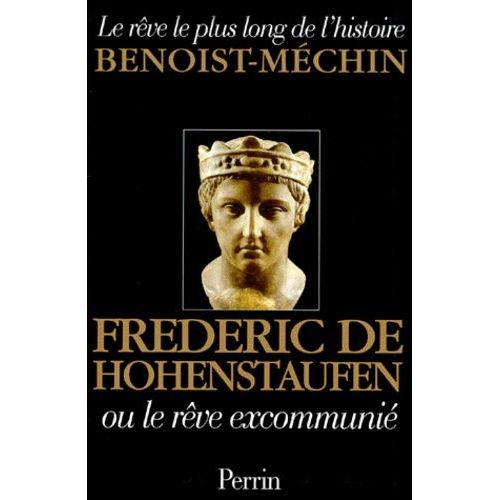 Le rêve le plus long de l'histoire
BENOIST-MÉCHIN
FREDERIC DE
HOHENSTAUFEN
ou le rêve excommunié
Perrin